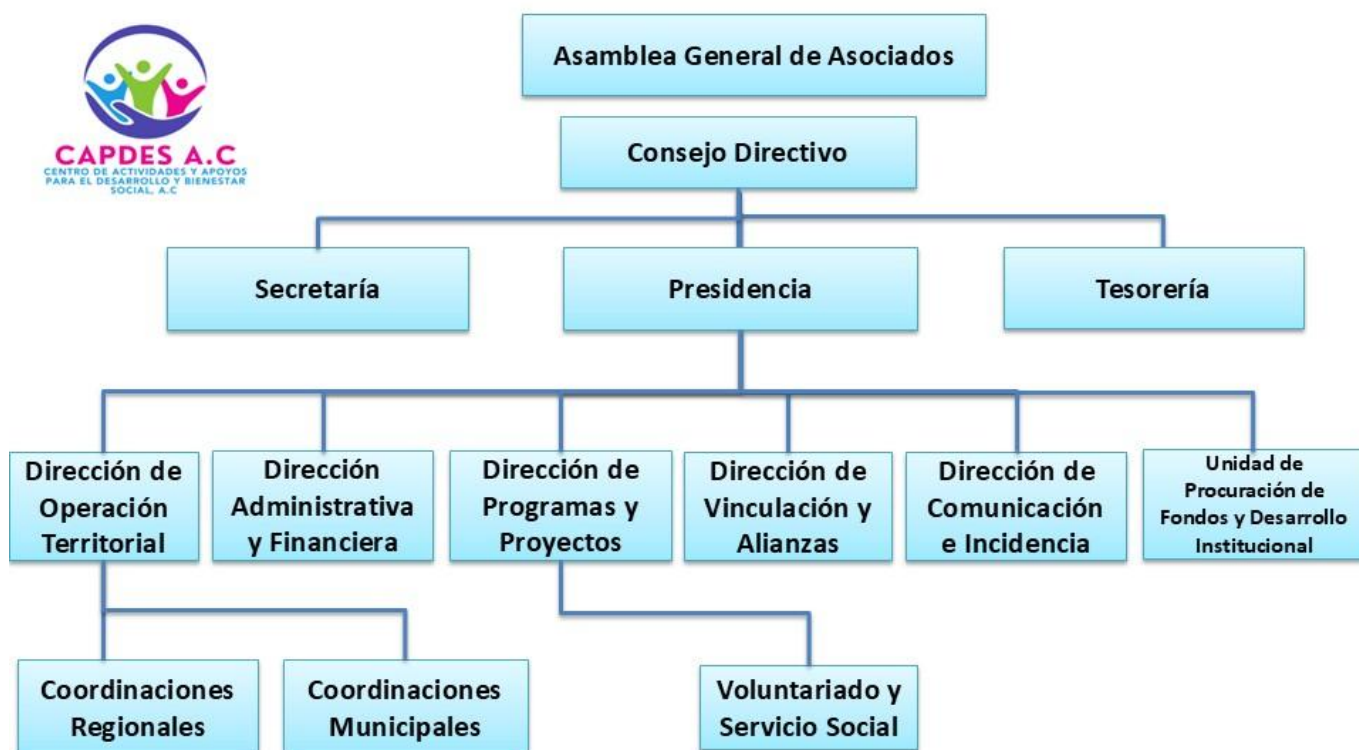 CAPDES A.C
CENTRO DE ACTIVIDADES Y APOYOS
PARA EL DESARROLLO Y BIENESTAR
SOCIAL, A.C
Asamblea General de Asociados
Consejo Directivo
Secretaría
Presidencia
Tesorería
Dirección de
Operación
Territorial
Dirección
Administrativa
y Financiera
Dirección de
Programas y
Proyectos
Dirección de
Vinculación y
Alianzas
Dirección de
Comunicación
e Incidencia
Unidad de
Procuración de
Fondos y Desarrollo
Institucional
Coordinaciones
Regionales
Coordinaciones
Municipales
Voluntariado y
Servicio Social